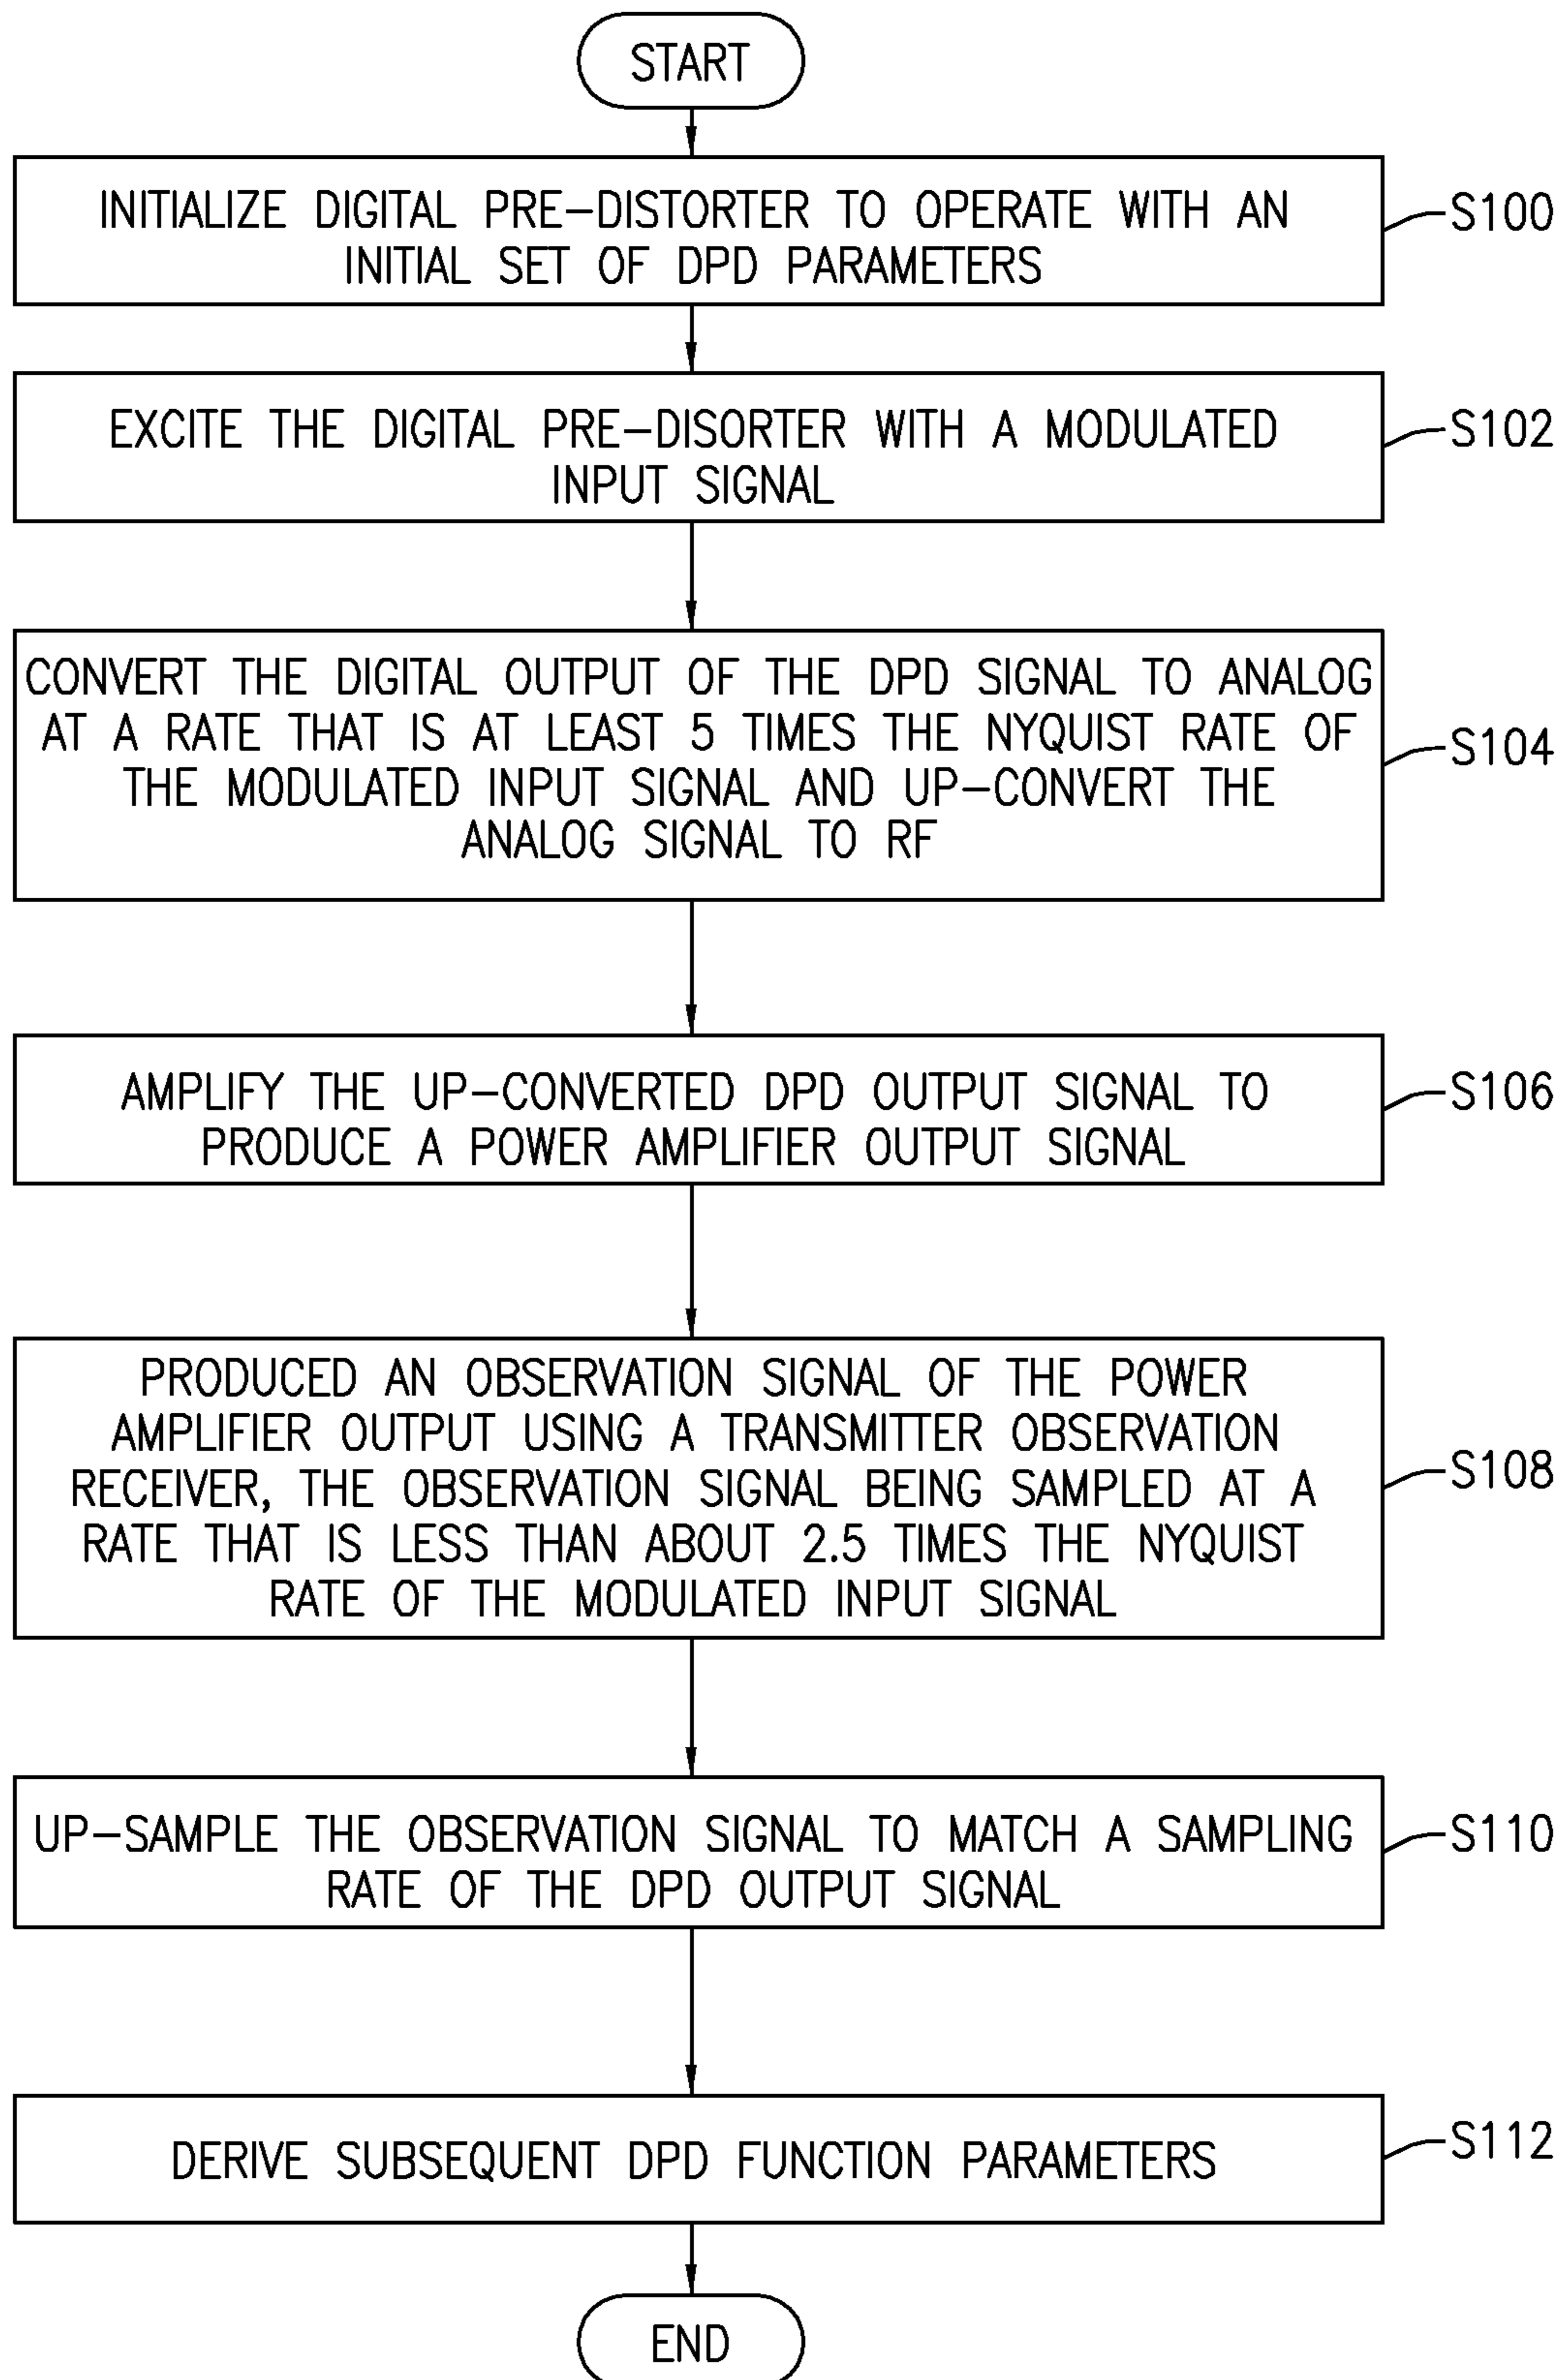 START
INITIALIZE DIGITAL PRE-DISTORTER TO OPERATE WITH AN
INITIAL SET OF DPD PARAMETERS
S100
EXCITE THE DIGITAL PRE-DISORTER WITH A MODULATED
INPUT SIGNAL
S102
CONVERT THE DIGITAL OUTPUT OF THE DPD SIGNAL TO ANALOG
AT A RATE THAT IS AT LEAST 5 TIMES THE NYQUIST RATE OF
THE MODULATED INPUT SIGNAL AND UP-CONVERT THE
ANALOG SIGNAL TO RF
S104
AMPLIFY THE UP-CONVERTED DPD OUTPUT SIGNAL TO
PRODUCE A POWER AMPLIFIER OUTPUT SIGNAL
S106
PRODUCED AN OBSERVATION SIGNAL OF THE POWER
AMPLIFIER OUTPUT USING A TRANSMITTER OBSERVATION
RECEIVER, THE OBSERVATION SIGNAL BEING SAMPLED AT A
RATE THAT IS LESS THAN ABOUT 2.5 TIMES THE NYQUIST
RATE OF THE MODULATED INPUT SIGNAL
S108
UP-SAMPLE THE OBSERVATION SIGNAL TO MATCH A SAMPLING
RATE OF THE DPD OUTPUT SIGNAL
S110
DERIVE SUBSEQUENT DPD FUNCTION PARAMETERS
S112
END